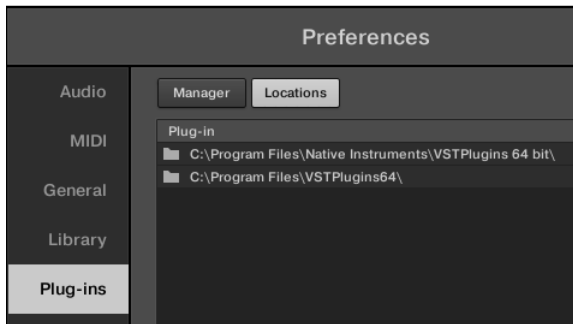 Preferences
Audio
MIDI
General
Library
Plug-ins
Manager Locations
Plug-in
C:\Program Files\Native Instruments\VSTPlugins 64 bit\
C:\Program Files\VSTPlugins64\